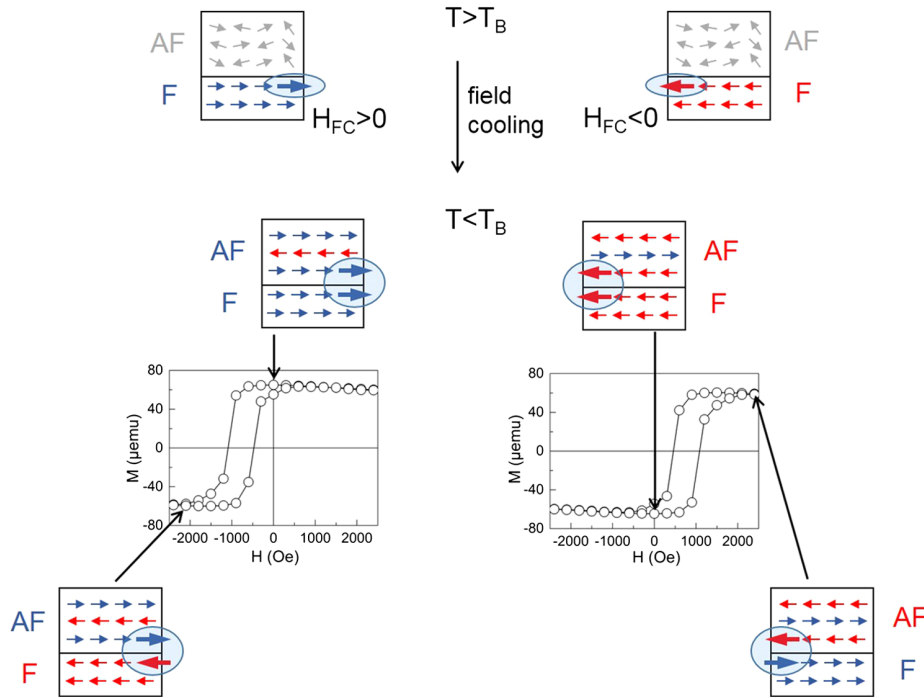 T>T_B
AF
F
H_FC>0
field
cooling
AF
F
H_FC<0
T<T_B
AF
F
AF
F
80
40
0
-40
-80
M (μemu)
-2000 -1000 0 1000 2000
H (Oe)
80
40
0
-40
-80
M (μemu)
-2000 -1000 0 1000 2000
H (Oe)
AF
F
AF
F